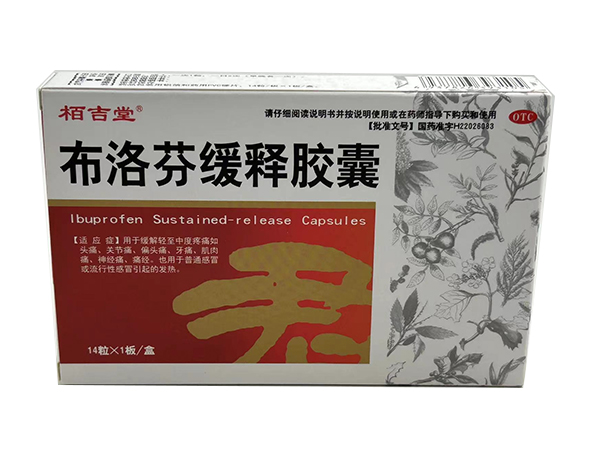 栢吉堂®
请仔细阅读说明书并按说明使用或在药师指导下购买和使用
【批准文号】国药准字H22026083
OTC
布洛芬缓释胶囊
Ibuprofen Sustained-release Capsules
【适 应 症】用于缓解轻至中度疼痛如
头痛、关节痛、偏头痛、牙痛、肌肉
痛、神经痛、痛经。也用于普通感冒
或流行性感冒引起的发热。
14粒×1板/盒